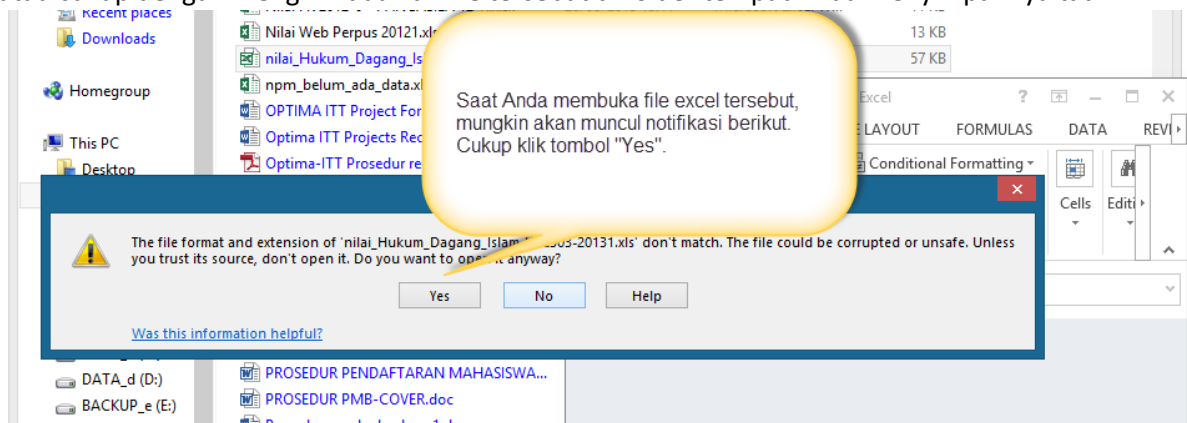 Recent places
Downloads
Homegroup
This PC
Desktop
DATA_d (D:)
BACKUP_e (E:)
Nilai Web Perpus 20121.xls
13 KB
nilai_Hukum_Dagang_Is
57 KB
npm_belum_ada_data.xl
OPTIMA ITT Project For
Optima ITT Projects Rec
Optima-ITT Prosedur re
Saat Anda membuka file excel tersebut,
mungkin akan muncul notifikasi berikut.
Cukup klik tombol "Yes".
Excel
?
LAYOUT FORMULAS DATA REVI
Conditional Formatting
Cells Editi
The file format and extension of 'nilai_Hukum_Dagang_Islam 03-20131.xls' don't match. The file could be corrupted or unsafe. Unless
you trust its source, don't open it. Do you want to open it anyway?
Yes No Help
Was this information helpful?
PROSEDUR PENDAFTARAN MAHASISWA...
PROSEDUR PMB-COVER.doc